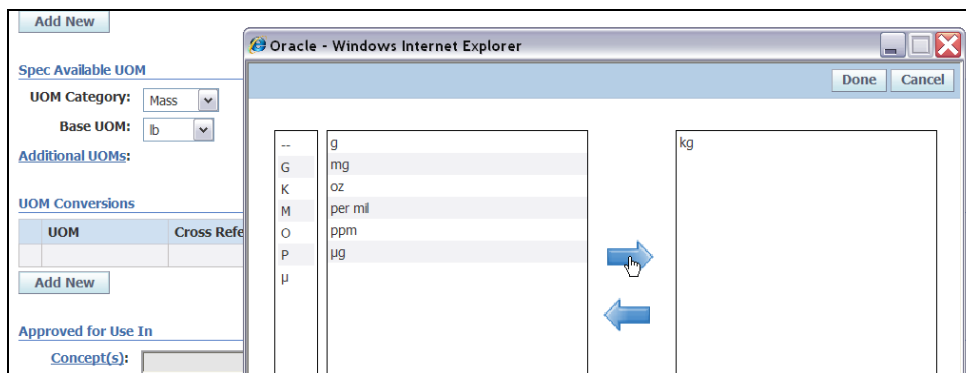 Add New
Spec Available UOM
UOM Category: Mass
Base UOM: lb
Additional UOMs:
UOM Conversions
UOM Cross Refe
Add New
Approved for Use In
Concept(s):
Oracle - Windows Internet Explorer
Done Cancel
--
G
K
M
O
P
µ
g
mg
oz
per mil
ppm
µg
kg